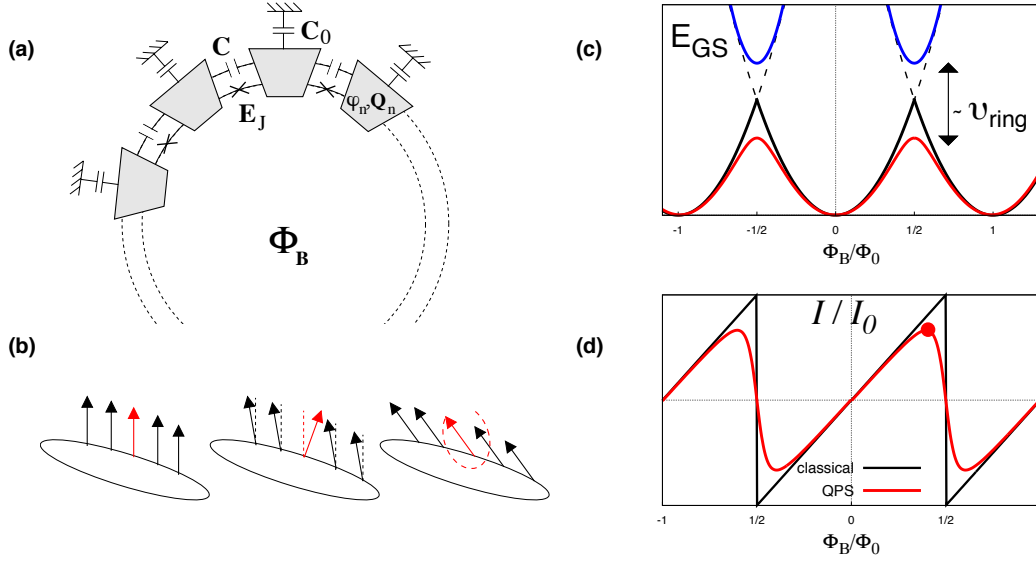 (a)
C
C0
EJ
φn,Qn
ΦB
(b)
(c)
EGS
~ υring
-1
-1/2
0
1/2
1
ΦB/Φ0
(d)
I / I0
classical
QPS
-1
1/2
0
1/2
ΦB/Φ0